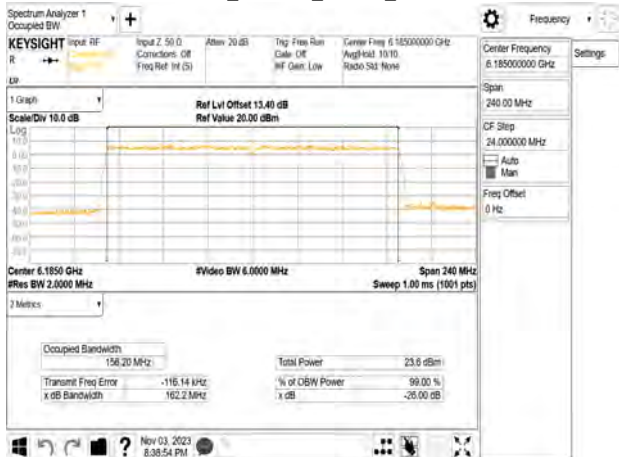 Spectrum Analyzer 1
Occupied BW
Frequency
KEYSIGHT
Input: RF
R
Input Z: 50 Ω
Corrections: Off
Freq Ref: Int (S)
Atten: 20 dB
Trig: Free Run
Gate: Off
#IF Gain: Low
Center Freq: 6.185000000 GHz
Avg|Hold: 10/10
Radio Std: None
Center Frequency
6.185000000 GHz
Settings
Span
240.00 MHz
CF Step
24.000000 MHz
Auto
Man
Freq Offset
0 Hz
1 Graph
Scale/Div 10.0 dB
Ref Lvl Offset 13.40 dB
Ref Value 20.00 dBm
Log
10.0
0.00
Center 6.1850 GHz
#Res BW 2.0000 MHz
#Video BW 6.0000 MHz
Span 240 MHz
Sweep 1.00 ms (1001 pts)
2 Metrics
Occupied Bandwidth
156.20 MHz
Total Power
23.6 dBm
Transmit Freq Error
-116.14 kHz
% of OBW Power
99.00 %
x dB Bandwidth
162.2 MHz
x dB
-26.00 dB
Nov 03, 2023
8:38:54 PM